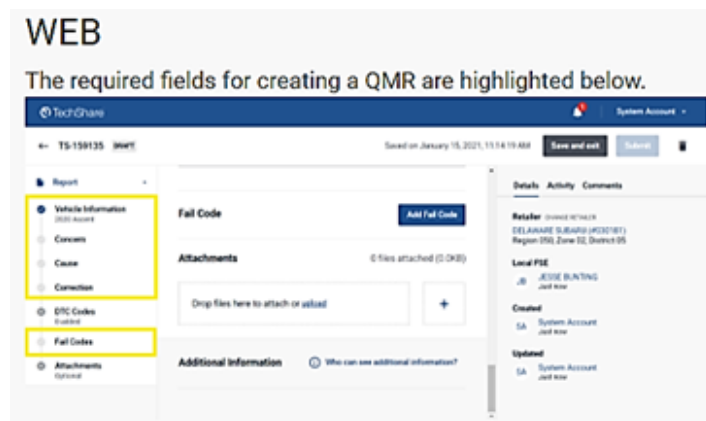 WEB
The required fields for creating a QMR are highlighted below.
TechShare
System Account
TS-159135 DRAFT
Saved on January 15, 2021, 11:14:19 AM
Save and exit
Submit
Report
Vehicle Information
2020 Ascent
Concern
Cause
Correction
DTC Codes
0 added
Fail Codes
Attachments
Optional
Fail Code
Add Fail Code
Attachments
0 files attached (0.0KB)
Drop files here to attach or upload
+
Additional Information
Who can see additional information?
Details Activity Comments
Retailer CHANGE RETAILER
DELAWARE SUBARU (#030181)
Region 050, Zone 02, District 05
Local FSE
JB JESSE BUNTING
Just now
Created
SA System Account
Just now
Updated
SA System Account
Just now